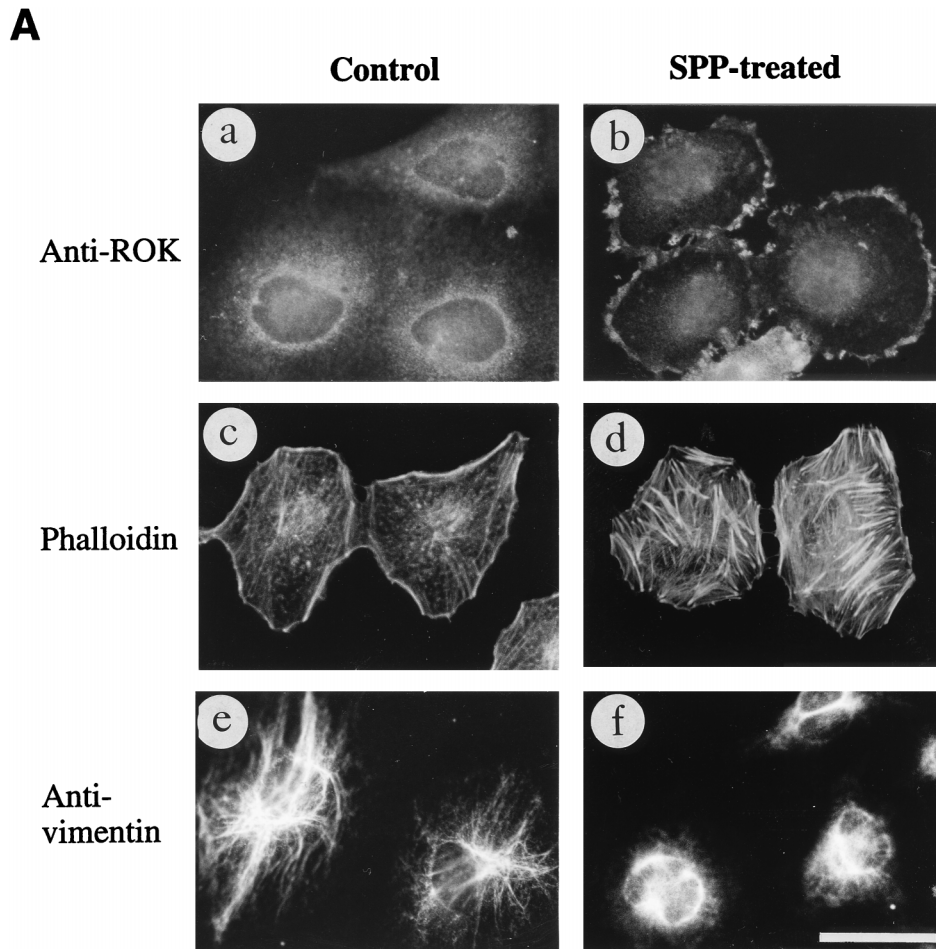 A
Control SPP-treated
a b
Anti-ROK
c d
Phalloidin
e f
Anti-
vimentin